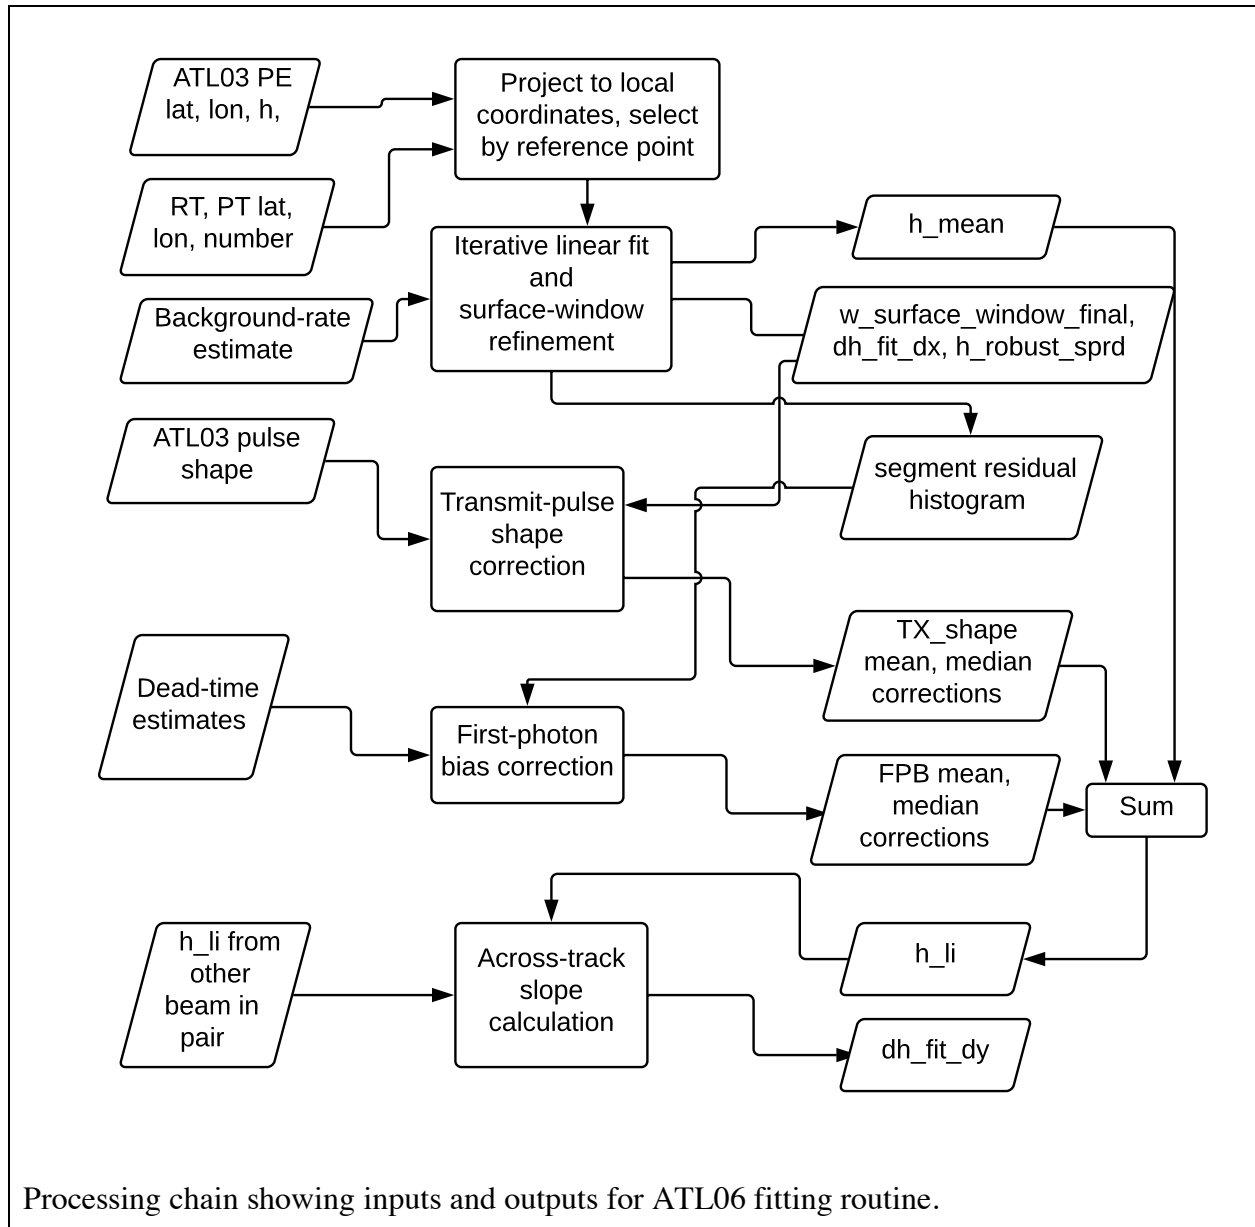 ATL03 PE
lat, lon, h,
Project to local
coordinates, select
by reference point
RT, PT lat,
lon, number
h_mean
Iterative linear fit
and
surface-window
refinement
Background-rate
estimate
w_surface_window_final,
dh_fit_dx, h_robust_sprd
ATL03 pulse
shape
segment residual
histogram
Transmit-pulse
shape
correction
TX_shape
mean, median
corrections
Dead-time
estimates
First-photon
bias correction
FPB mean,
median
corrections
Sum
h_li from
other
beam in
pair
Across-track
slope
calculation
h_li
dh_fit_dy
Processing chain showing inputs and outputs for ATL06 fitting routine.